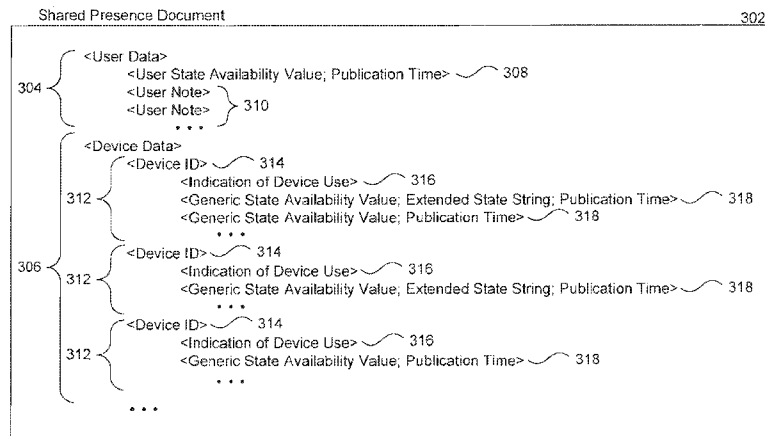 Shared Presence Document 302
<User Data>
<User State Availability Value; Publication Time> 308
304 <User Note>
<User Note> 310
• • •
<Device Data>
<Device ID> 314
<Indication of Device Use> 316
312 <Generic State Availability Value; Extended State String; Publication Time> 318
<Generic State Availability Value; Publication Time> 318
• • •
<Device ID> 314
306 312 <Indication of Device Use> 316
<Generic State Availability Value; Extended State String; Publication Time> 318
• • •
<Device ID> 314
312 <Indication of Device Use> 316
<Generic State Availability Value; Publication Time> 318
• • •
• • •